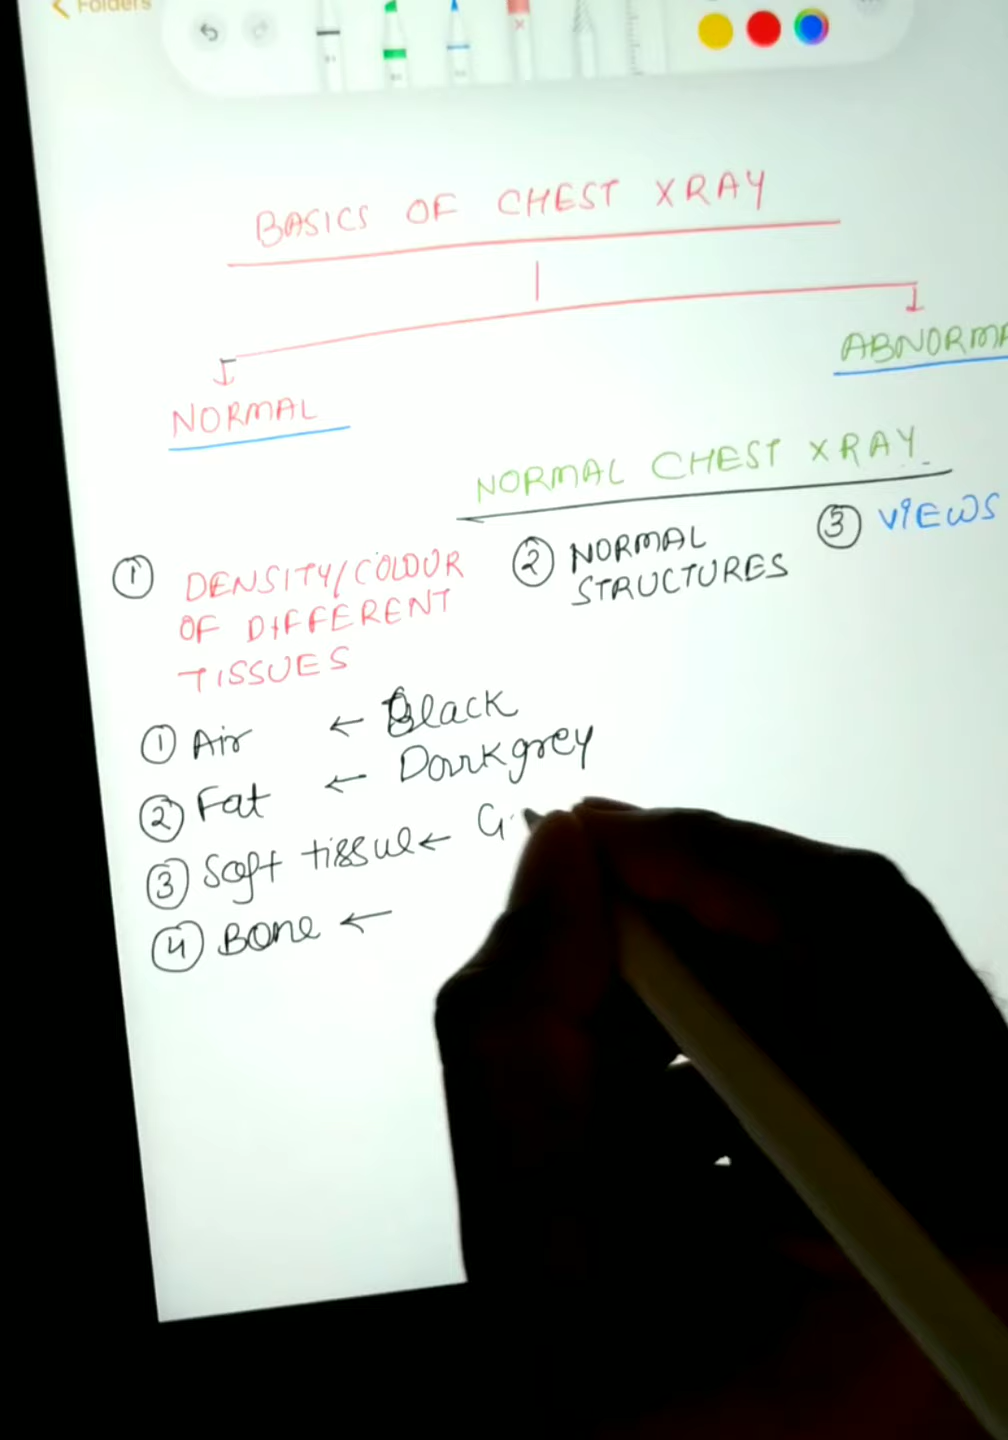 Folders
BASICS OF CHEST XRAY
NORMAL
ABNORMA
NORMAL CHEST XRAY
① DENSITY/COLOUR
OF DIFFERENT
TISSUES
② NORMAL
STRUCTURES
③ VIEWS
① Air ← Black
② Fat ← Darkgrey
③ Soft tissue ← G
④ Bone ←